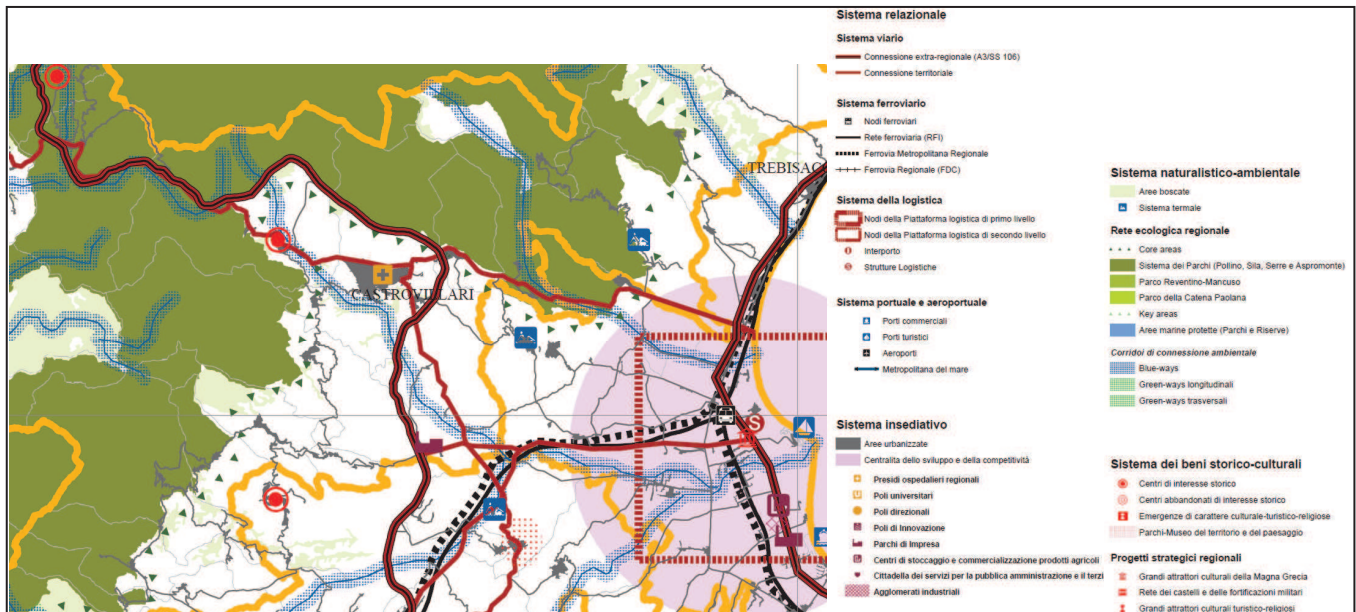 TREBISAC
CASTROVILLARI
S
Sistema relazionale
Sistema viario
Connessione extra-regionale (A3/SS 106)
Connessione territoriale
Sistema ferroviario
Nodi ferroviari
Rete ferroviaria (RFI)
Ferrovia Metropolitana Regionale
Ferrovia Regionale (FDC)
Sistema della logistica
Nodi della Piattaforma logistica di primo livello
Nodi della Piattaforma logistica di secondo livello
Interporto
Strutture Logistiche
Sistema portuale e aeroportuale
Porti commerciali
Porti turistici
Aeroporti
Metropolitana del mare
Sistema insediativo
Aree urbanizzate
Centralita dello sviluppo e della competitività
Presidi ospedalieri regionali
Poli universitari
Poli direzionali
Poli di Innovazione
Parchi di Impresa
Centri di stoccaggio e commercializzazione prodotti agricoli
Cittadella dei servizi per la pubblica amministrazione e il terzi
Agglomerati industriali
Sistema naturalistico-ambientale
Aree boscate
Sistema termale
Rete ecologica regionale
Core areas
Sistema dei Parchi (Pollino, Sila, Serre e Aspromonte)
Parco Reventino-Mancuso
Parco della Catena Paolana
Key areas
Aree marine protette (Parchi e Riserve)
Corridoi di connessione ambientale
Blue-ways
Green-ways longitudinali
Green-ways trasversali
Sistema dei beni storico-culturali
Centri di interesse storico
Centri abbandonati di interesse storico
Emergenze di carattere culturale-turistico-religiose
Parchi-Museo del territorio e del paesaggio
Progetti strategici regionali
Grandi attrattori culturali della Magna Grecia
Rete dei castelli e delle fortificazioni militari
Grandi attrattori culturali turistico-religiosi